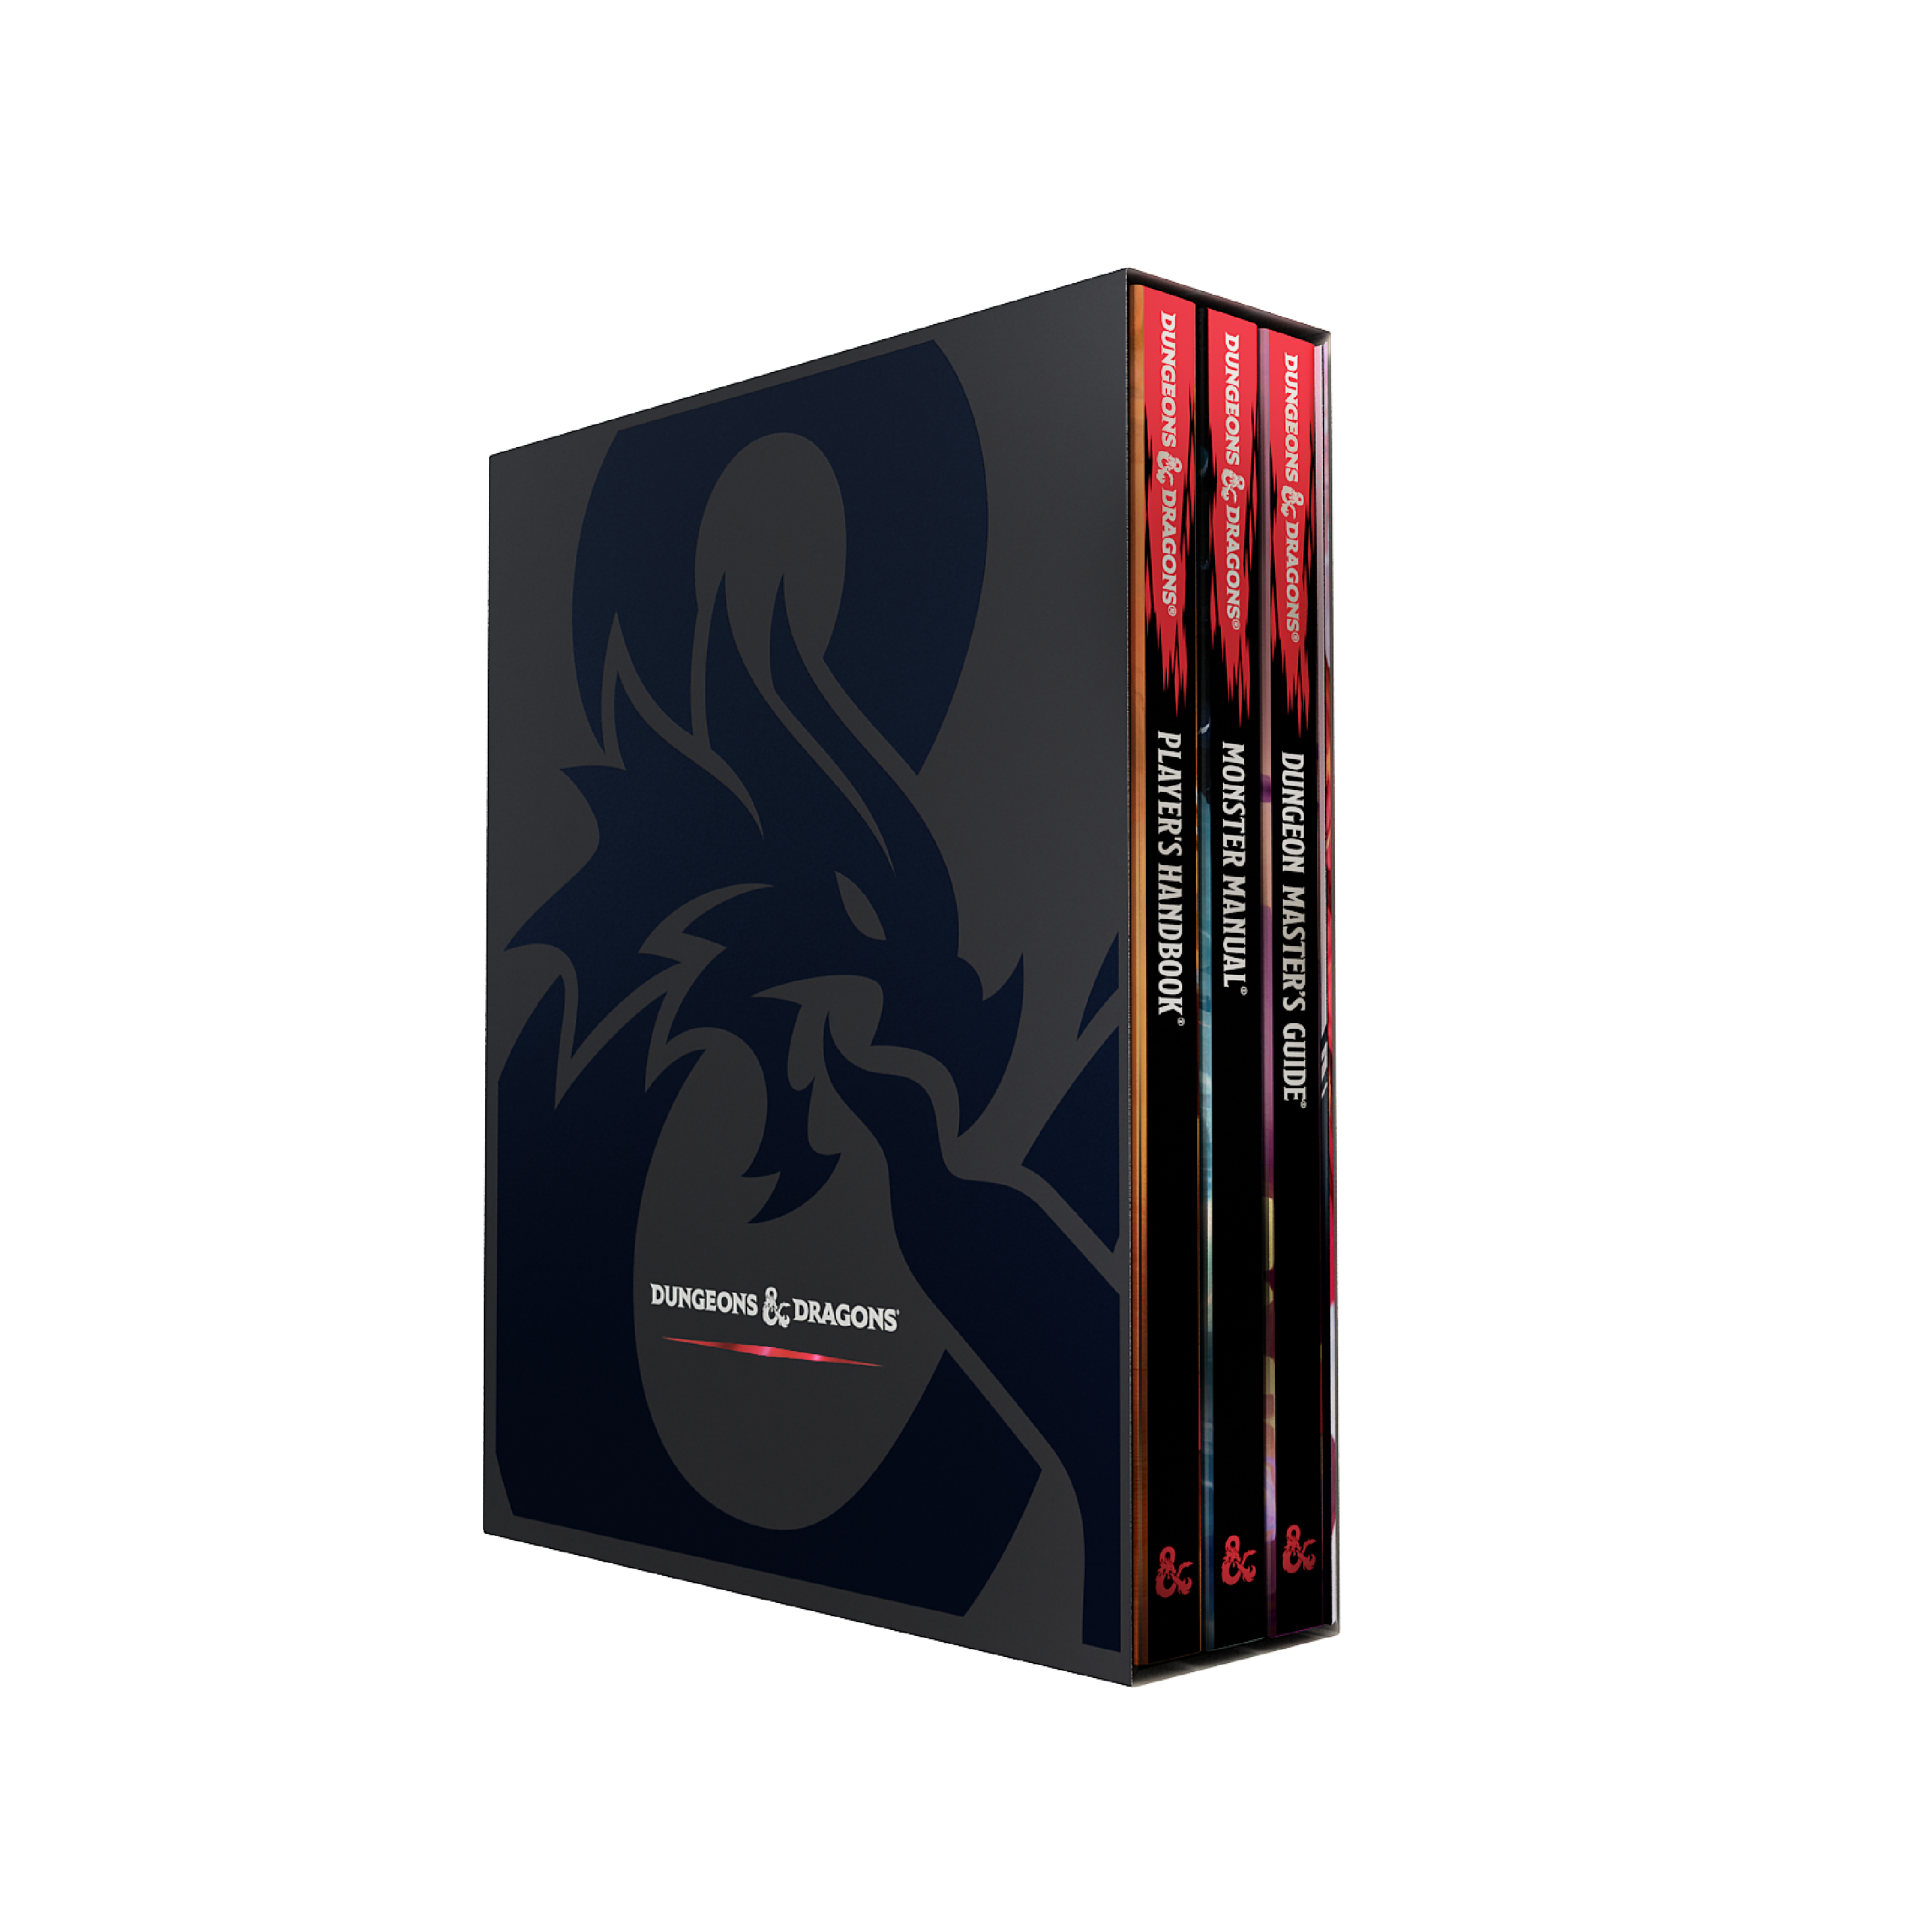 DUNGEONS & DRAGONS®
DUNGEONS & DRAGONS® PLAYER'S HANDBOOK®
DUNGEONS & DRAGONS® MONSTER MANUAL®
DUNGEONS & DRAGONS® DUNGEON MASTER'S GUIDE®
&
&
&